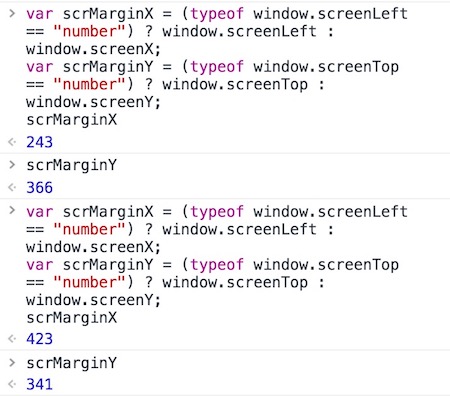 > var scrMarginX = (typeof window.screenLeft
== "number") ? window.screenLeft :
window.screenX;
var scrMarginY = (typeof window.screenTop
== "number") ? window.screenTop :
window.screenY;
scrMarginX
< 243
> scrMarginY
< 366
> var scrMarginX = (typeof window.screenLeft
== "number") ? window.screenLeft :
window.screenX;
var scrMarginY = (typeof window.screenTop
== "number") ? window.screenTop :
window.screenY;
scrMarginX
< 423
> scrMarginY
< 341